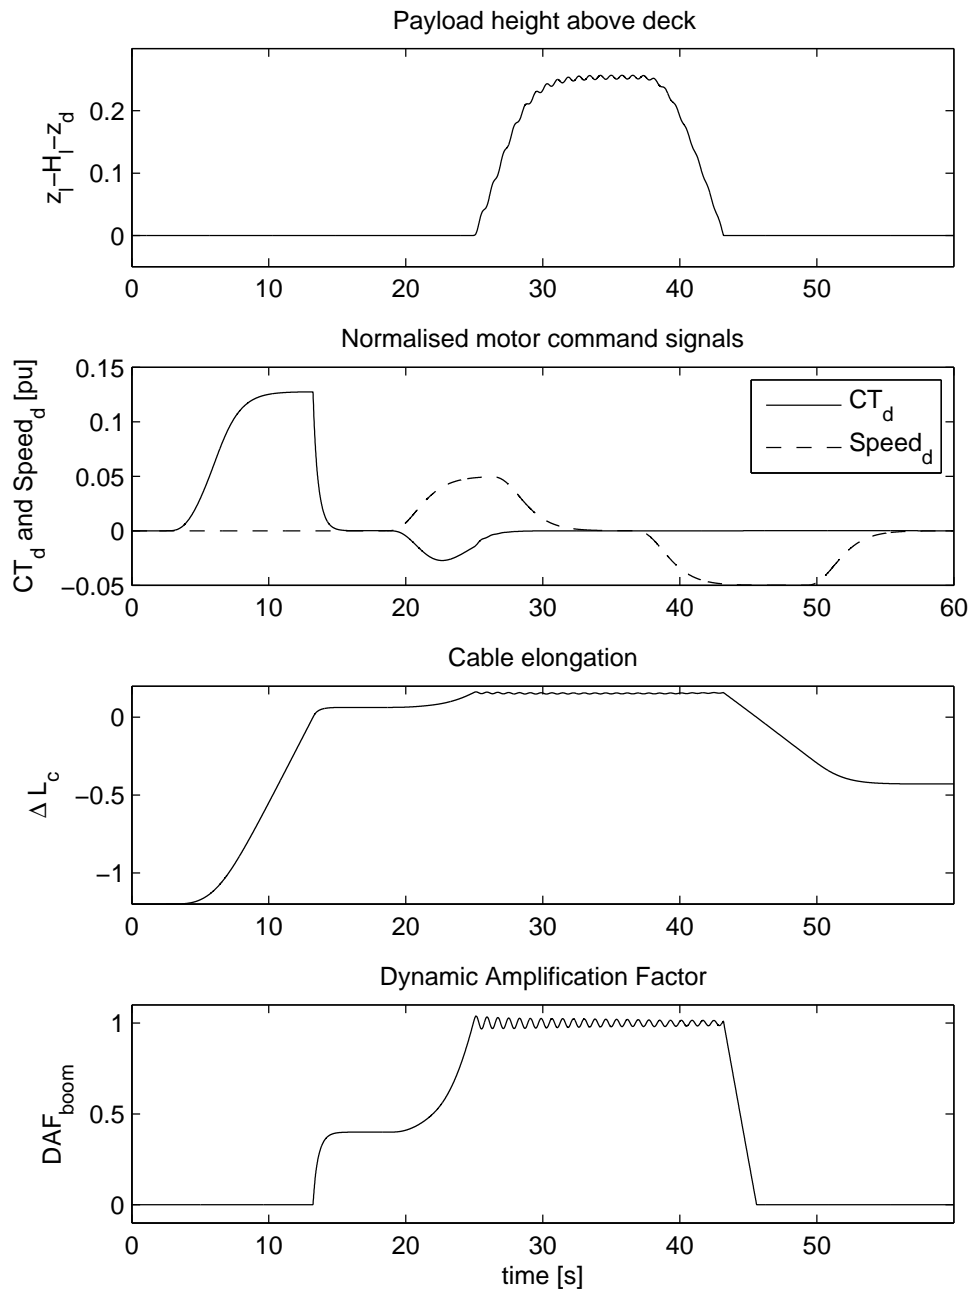 Payload height above deck
z_l−H_l−z_d
0.2
0.1
0
0 10 20 30 40 50
Normalised motor command signals
CT_d and Speed_d [pu]
0.15
0.1
0.05
0
−0.05
CT_d
Speed_d
0 10 20 30 40 50 60
Cable elongation
Δ L_c
0
−0.5
−1
0 10 20 30 40 50
Dynamic Amplification Factor
DAF_boom
1
0.5
0
0 10 20 30 40 50
time [s]